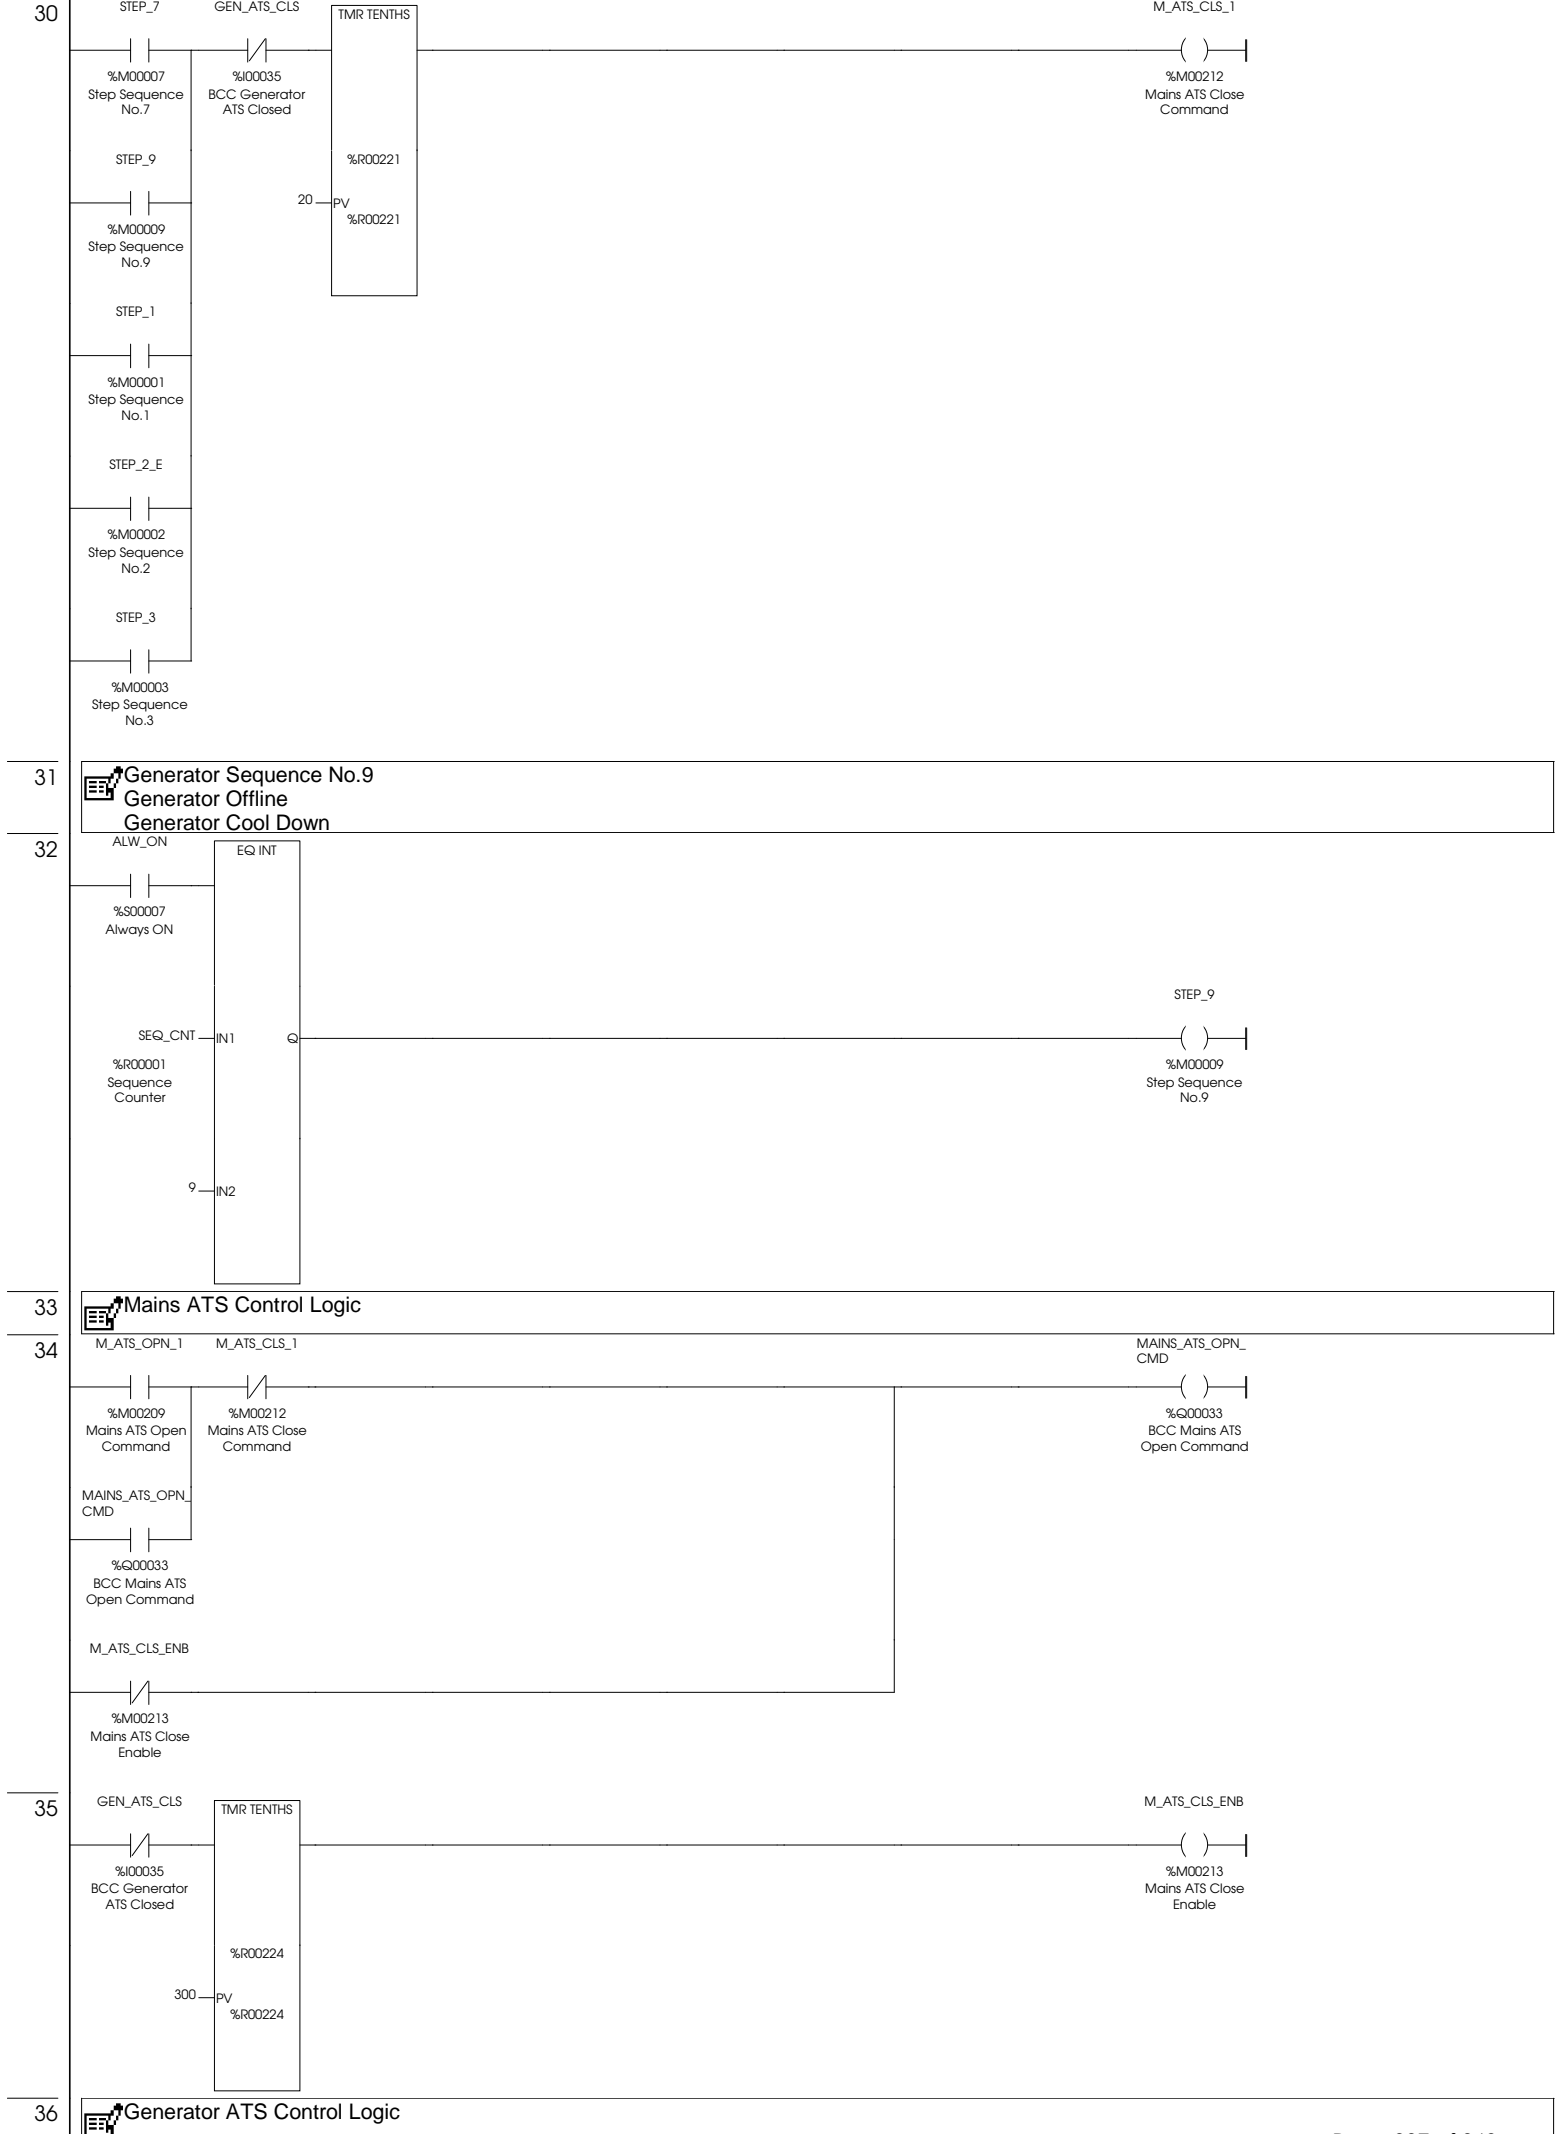 30
STEP_7 GEN_ATS_CLS TMR TENTHS M_ATS_CLS_1
%M00007 %I00035 %M00212
Step Sequence BCC Generator Mains ATS Close
No.7 ATS Closed Command
STEP_9 %R00221
20 PV
%R00221
%M00009
Step Sequence
No.9
STEP_1
%M00001
Step Sequence
No.1
STEP_2_E
%M00002
Step Sequence
No.2
STEP_3
%M00003
Step Sequence
No.3
31 Generator Sequence No.9
Generator Offline
Generator Cool Down
32 ALW_ON EQ INT
%S00007
Always ON
STEP_9
SEQ_CNT IN1 Q
%R00001 %M00009
Sequence Step Sequence
Counter No.9
9 IN2
33 Mains ATS Control Logic
34 M_ATS_OPN_1 M_ATS_CLS_1 MAINS_ATS_OPN_
CMD
%M00209 %M00212 %Q00033
Mains ATS Open Mains ATS Close BCC Mains ATS
Command Command Open Command
MAINS_ATS_OPN_
CMD
%Q00033
BCC Mains ATS
Open Command
M_ATS_CLS_ENB
%M00213
Mains ATS Close
Enable
35 GEN_ATS_CLS TMR TENTHS M_ATS_CLS_ENB
%I00035 %M00213
BCC Generator Mains ATS Close
ATS Closed Enable
%R00224
300 PV
%R00224
36 Generator ATS Control Logic